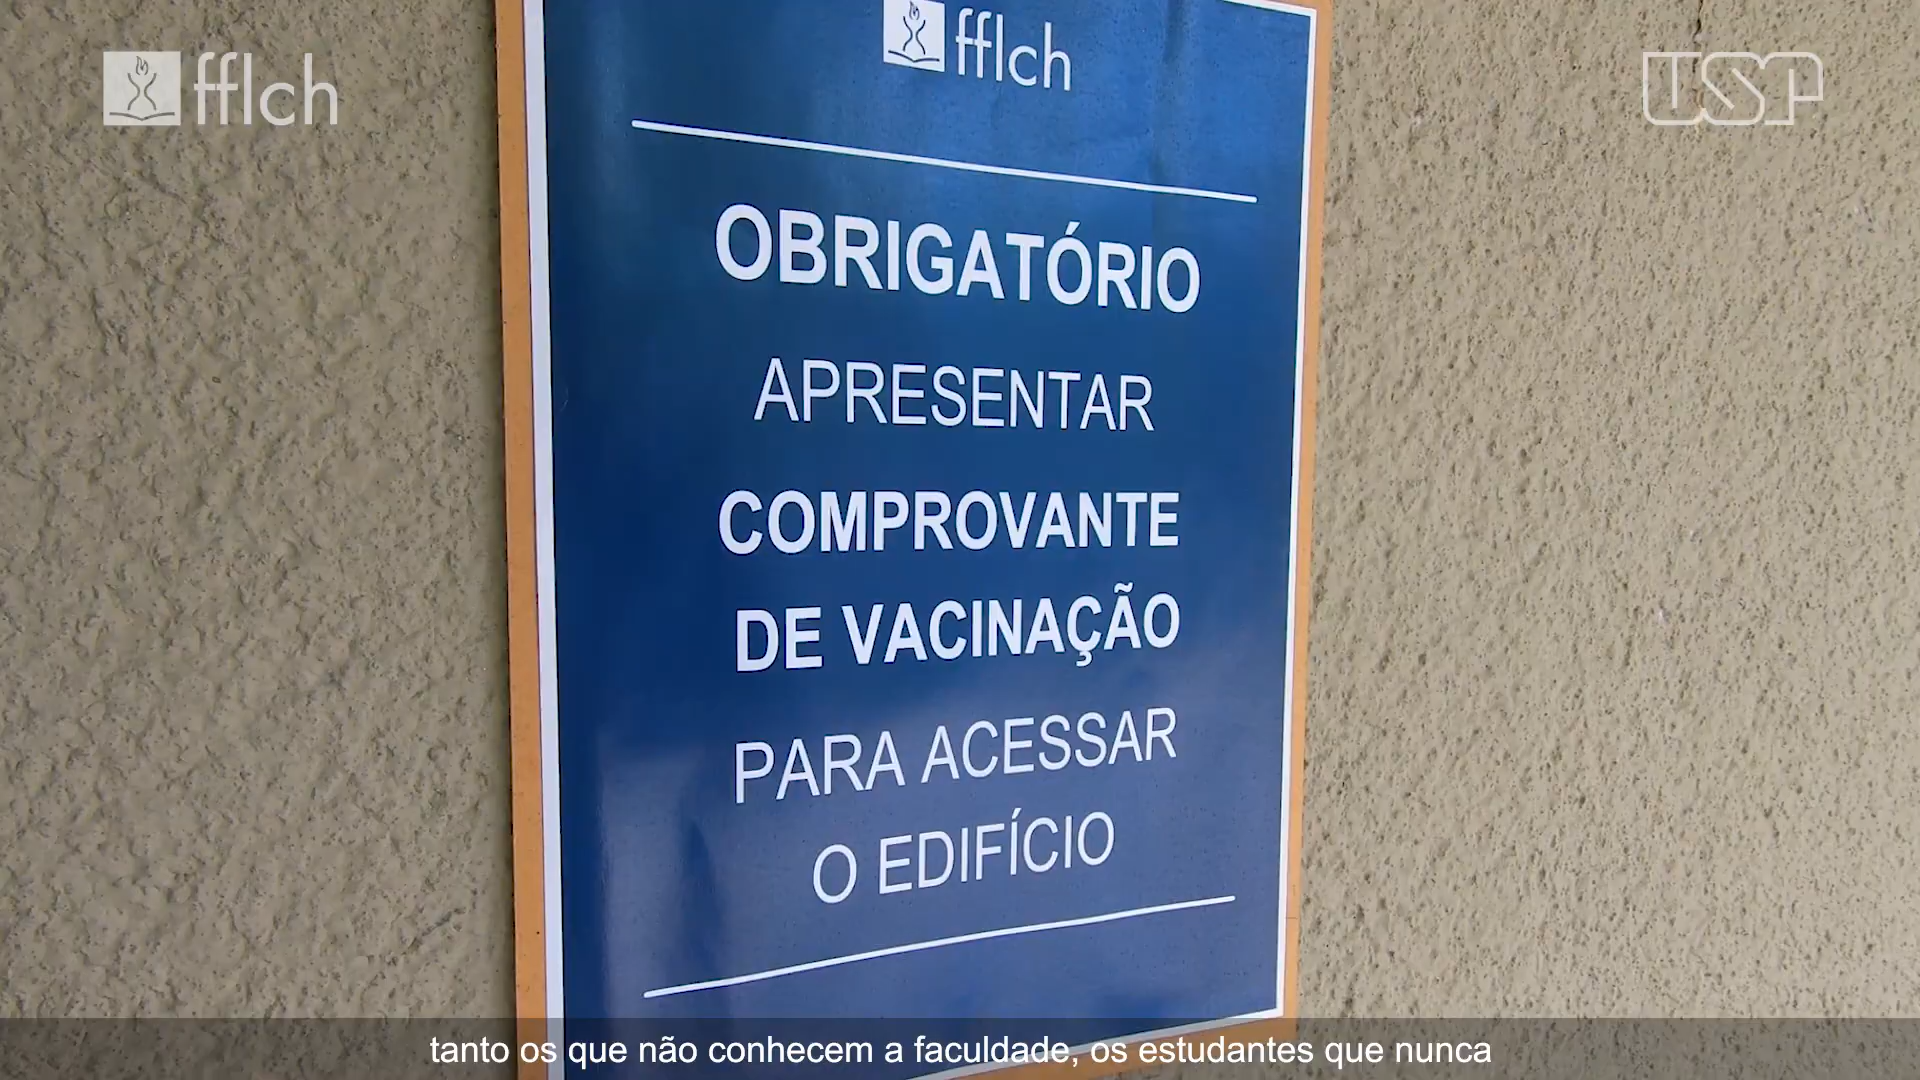 fflch
USP
fflch
OBRIGATÓRIO
APRESENTAR
COMPROVANTE
DE VACINAÇÃO
PARA ACESSAR
O EDIFÍCIO
tanto os que não conhecem a faculdade, os estudantes que nunca